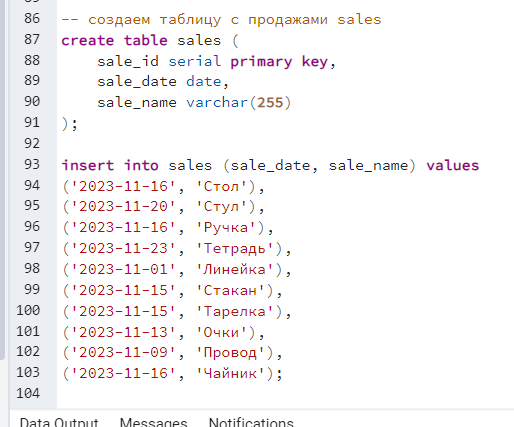 86 -- создаем таблицу с продажами sales
87 create table sales (
88 sale_id serial primary key,
89 sale_date date,
90 sale_name varchar(255)
91 );
92
93 insert into sales (sale_date, sale_name) values
94 ('2023-11-16', 'Стол'),
95 ('2023-11-20', 'Стул'),
96 ('2023-11-16', 'Ручка'),
97 ('2023-11-23', 'Тетрадь'),
98 ('2023-11-01', 'Линейка'),
99 ('2023-11-15', 'Стакан'),
100 ('2023-11-15', 'Тарелка'),
101 ('2023-11-13', 'Очки'),
102 ('2023-11-09', 'Провод'),
103 ('2023-11-16', 'Чайник');
104
Data Output Messages Notifications